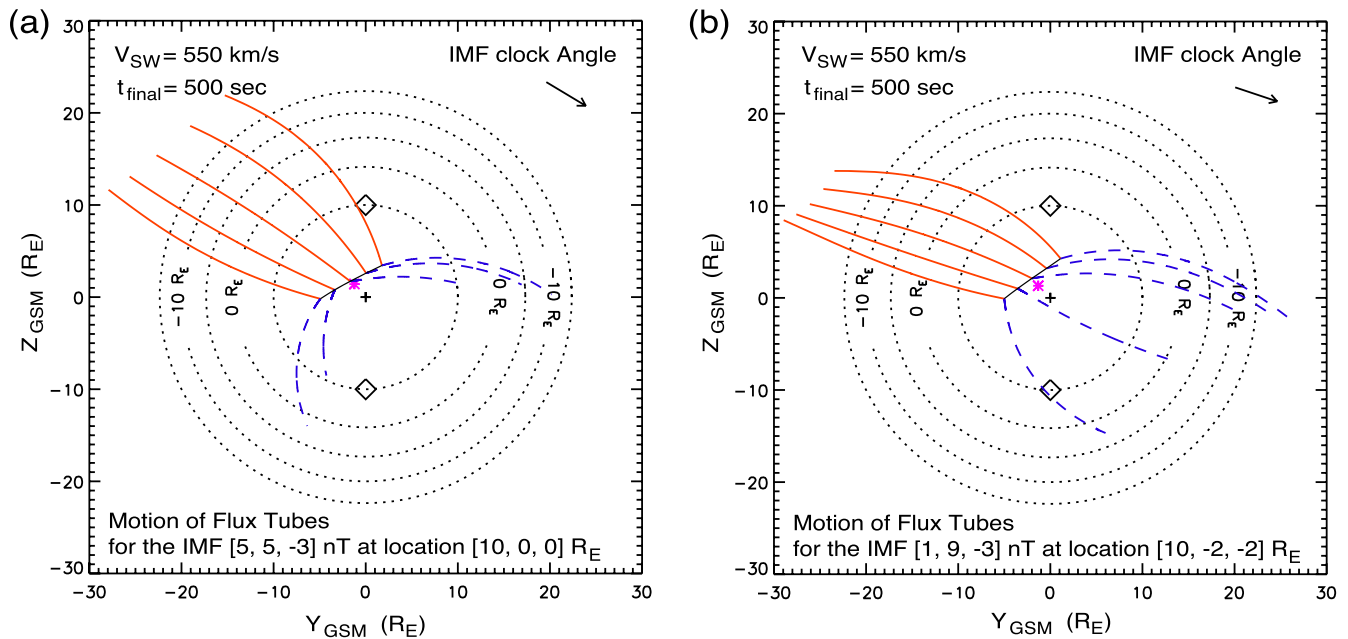 (a)
30
20
10
0
−10
−20
−30
Z_GSM (R_E)
V_SW = 550 km/s
t_final = 500 sec
IMF clock Angle
−10 R_E
0 R_E
0 R_E
−10 R_E
Motion of Flux Tubes
for the IMF [5, 5, -3] nT at location [10, 0, 0] R_E
−30
−20
−10
0
10
20
30
Y_GSM (R_E)
(b)
30
20
10
0
−10
−20
−30
Z_GSM (R_E)
V_SW = 550 km/s
t_final = 500 sec
IMF clock Angle
−10 R_E
0 R_E
0 R_E
−10 R_E
Motion of Flux Tubes
for the IMF [1, 9, -3] nT at location [10, -2, -2] R_E
−30
−20
−10
0
10
20
30
Y_GSM (R_E)